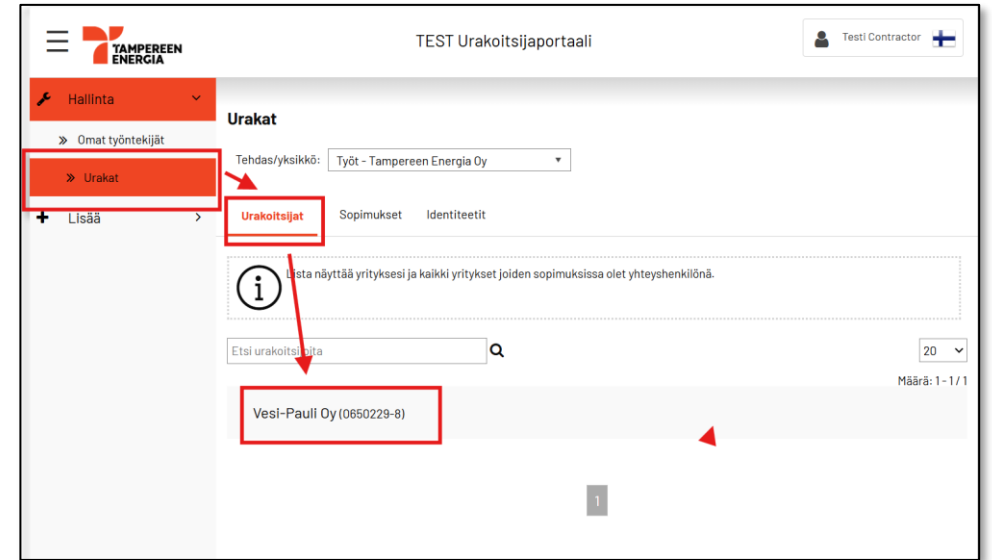 TAMPEREEN
ENERGIA
TEST Urakoitsijaportaali
Testi Contractor
Hallinta
Omat työntekijät
Urakat
Lisää
Urakat
Tehdas/yksikkö: Työt - Tampereen Energia Oy
Urakoitsijat Sopimukset Identiteetit
Lista näyttää yrityksesi ja kaikki yritykset joiden sopimuksissa olet yhteyshenkilönä.
Etsi urakoitsijoita
20
Määrä: 1 - 1 / 1
Vesi-Pauli Oy (0650229-8)
1